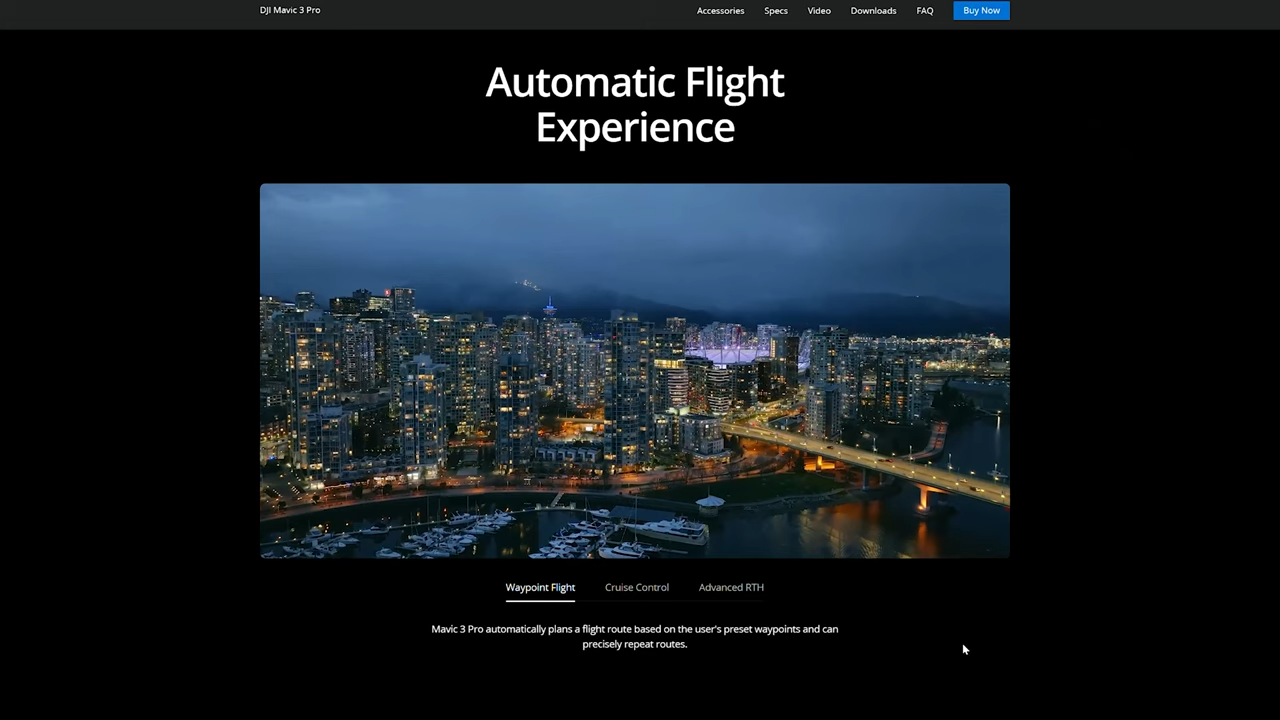 DJI Mavic 3 Pro
Accessories
Specs
Video
Downloads
FAQ
Buy Now
Automatic Flight
Experience
Waypoint Flight
Cruise Control
Advanced RTH
Mavic 3 Pro automatically plans a flight route based on the user's preset waypoints and can
precisely repeat routes.